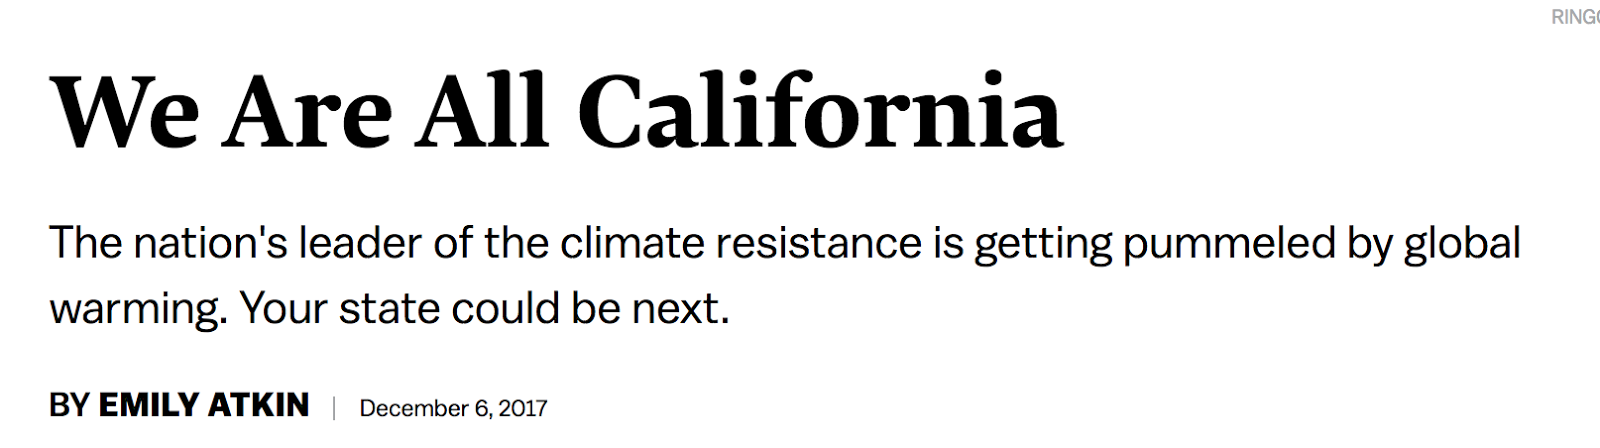 We Are All California
The nation's leader of the climate resistance is getting pummeled by global
warming. Your state could be next.
BY EMILY ATKIN | December 6, 2017